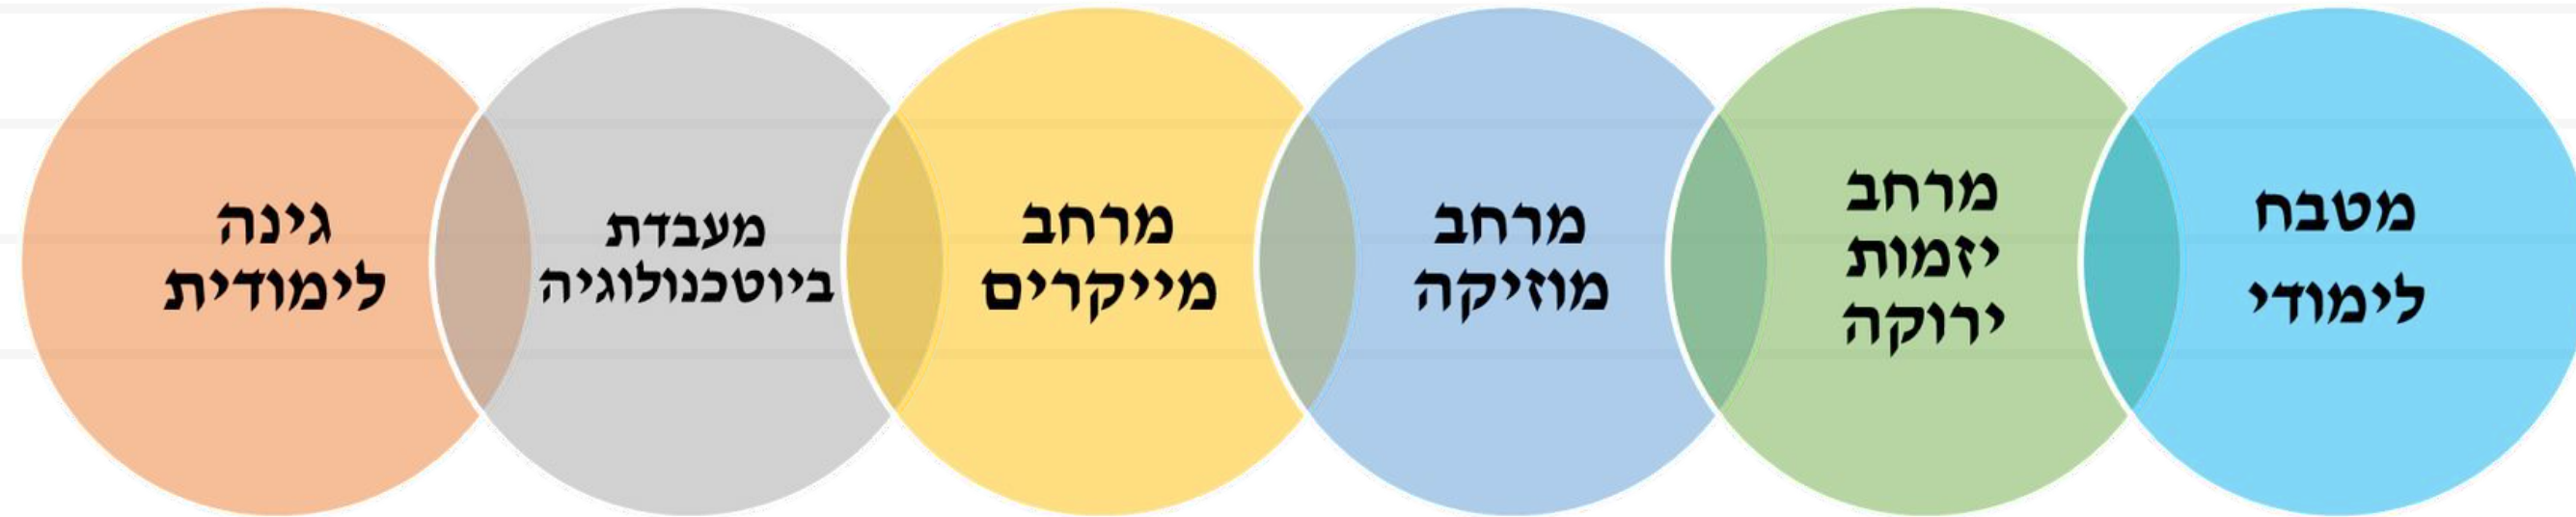 מטבח
לימודי
מרחב
יזמות
ירוקה
מרחב
מוזיקה
מרחב
מייקרים
מעבדת
ביוטכנולוגיה
גינה
לימודית